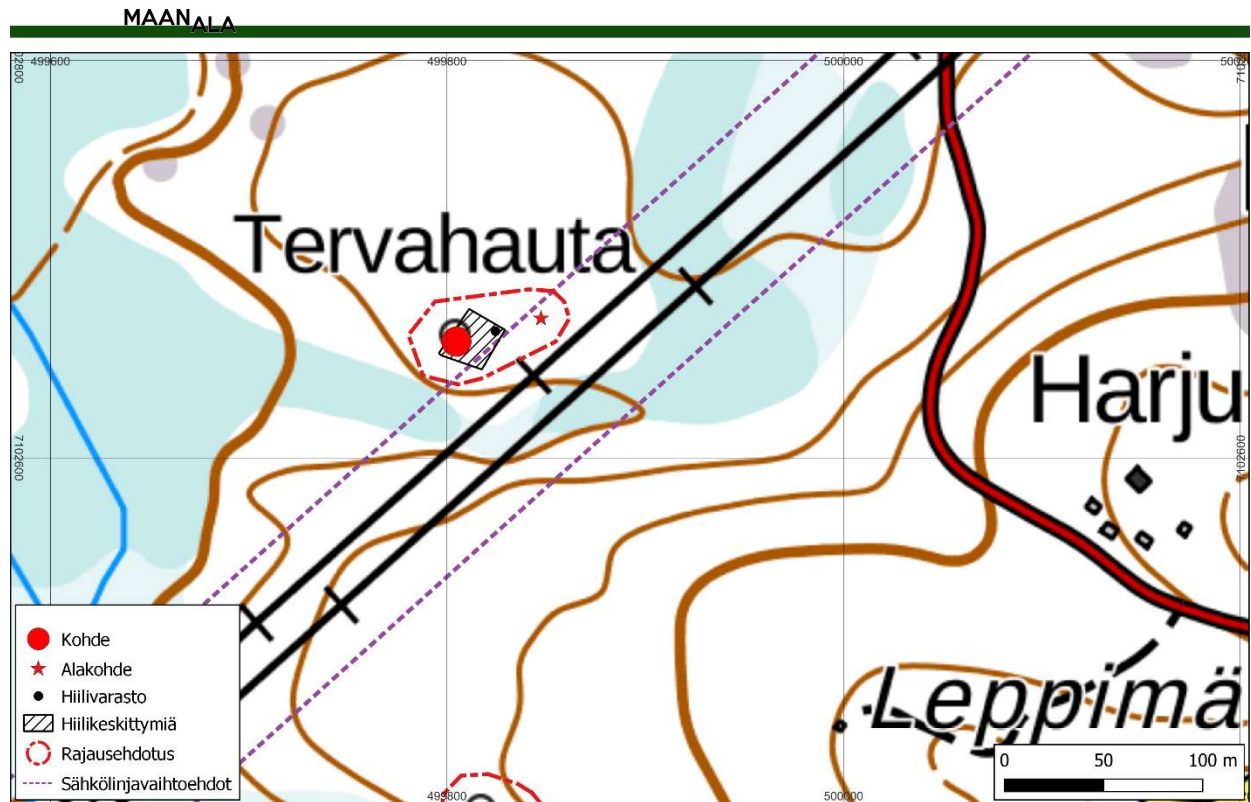 MAANALA
499600
499800
500000
Tervahauta
Harju
7102600
7102600
Leppimä
Kohde
Alakohde
Hiilivarasto
Hiilikeskittymiä
Rajausehdotus
Sähkölinjavaihtoehdot
0 50 100 m
499800
500000